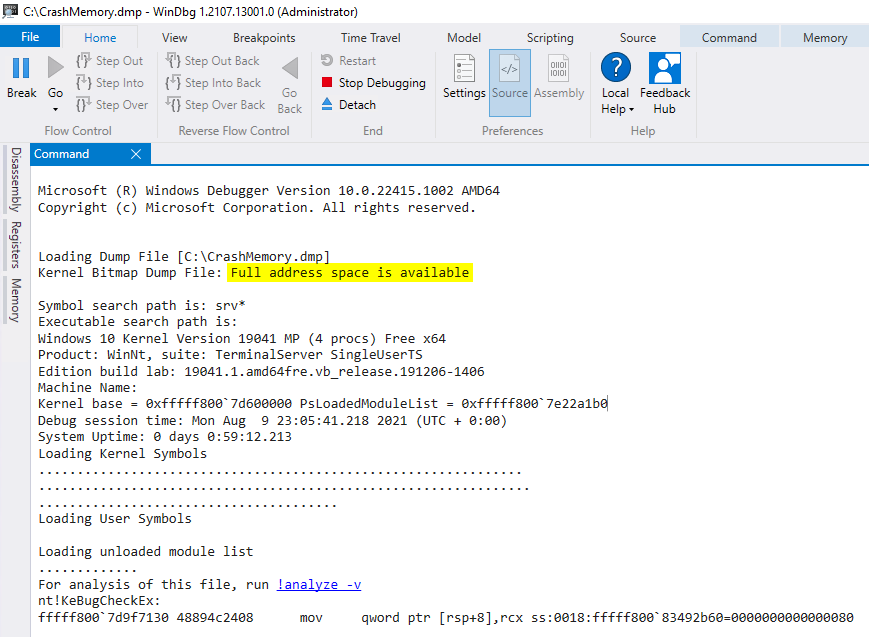 C:\CrashMemory.dmp - WinDbg 1.2107.13001.0 (Administrator)
File Home View Breakpoints Time Travel Model Scripting Source Command Memory
Break
Go
Step Out
Step Into
Step Over
Flow Control
Step Out Back
Step Into Back
Step Over Back
Go
Back
Reverse Flow Control
Restart
Stop Debugging
Detach
End
Settings
Source
Assembly
Preferences
Local
Help
Feedback
Hub
Help
Disassembly
Registers
Memory
Command
Microsoft (R) Windows Debugger Version 10.0.22415.1002 AMD64
Copyright (c) Microsoft Corporation. All rights reserved.
Loading Dump File [C:\CrashMemory.dmp]
Kernel Bitmap Dump File: Full address space is available
Symbol search path is: srv*
Executable search path is:
Windows 10 Kernel Version 19041 MP (4 procs) Free x64
Product: WinNt, suite: TerminalServer SingleUserTS
Edition build lab: 19041.1.amd64fre.vb_release.191206-1406
Machine Name:
Kernel base = 0xfffff800`7d600000 PsLoadedModuleList = 0xfffff800`7e22a1b0
Debug session time: Mon Aug  9 23:05:41.218 2021 (UTC + 0:00)
System Uptime: 0 days 0:59:12.213
Loading Kernel Symbols
...............................................................
................................................................
.......................................
Loading User Symbols
Loading unloaded module list
.............
For analysis of this file, run !analyze -v
nt!KeBugCheckEx:
fffff800`7d9f7130 48894c2408      mov     qword ptr [rsp+8],rcx ss:0018:fffff800`83492b60=0000000000000080